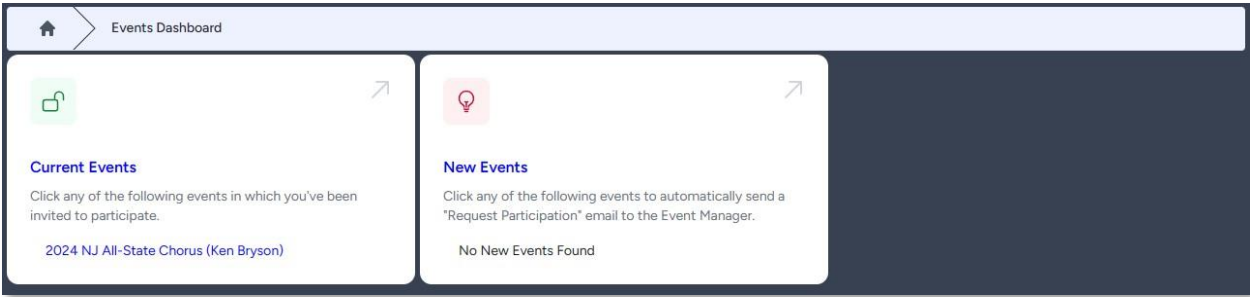 Events Dashboard
Current Events
Click any of the following events in which you've been
invited to participate.
2024 NJ All-State Chorus (Ken Bryson)
New Events
Click any of the following events to automatically send a
"Request Participation" email to the Event Manager.
No New Events Found